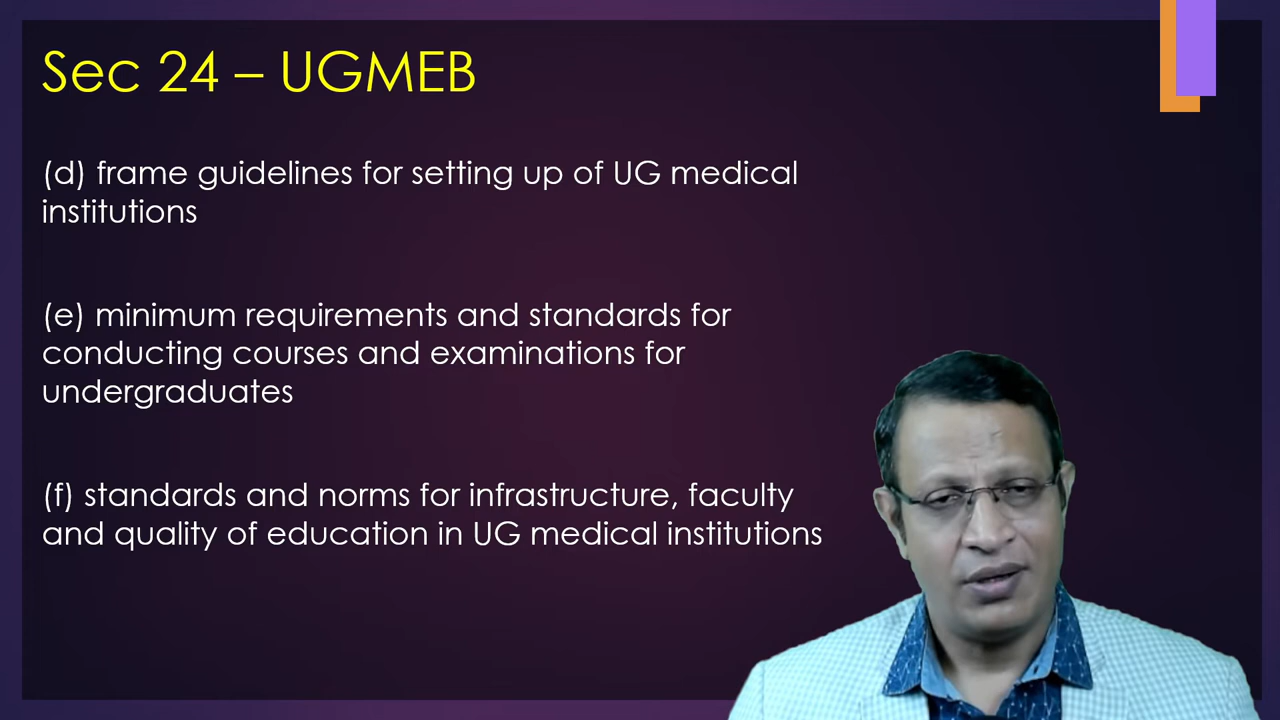 Sec 24 – UGMEB
(d) frame guidelines for setting up of UG medical
institutions
(e) minimum requirements and standards for
conducting courses and examinations for
undergraduates
(f) standards and norms for infrastructure, faculty
and quality of education in UG medical institutions